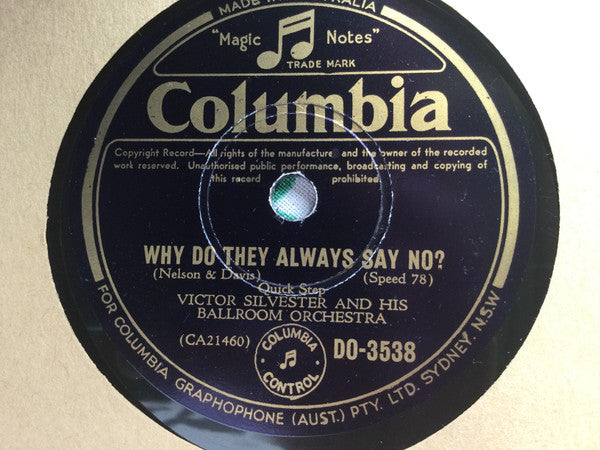 MADE IN AUSTRALIA
"Magic Notes"
TRADE MARK
Columbia
Copyright Record—All rights of the manufacturer and the owner of the recorded
work reserved. Unauthorised public performance, broadcasting and copying of
this record prohibited.
WHY DO THEY ALWAYS SAY NO?
(Nelson & Davis) (Speed 78)
Quick Step
VICTOR SILVESTER AND HIS
BALLROOM ORCHESTRA
(CA21460)
COLUMBIA CONTROL
DO-3538
FOR COLUMBIA GRAPHOPHONE (AUST.) PTY. LTD. SYDNEY. N.S.W